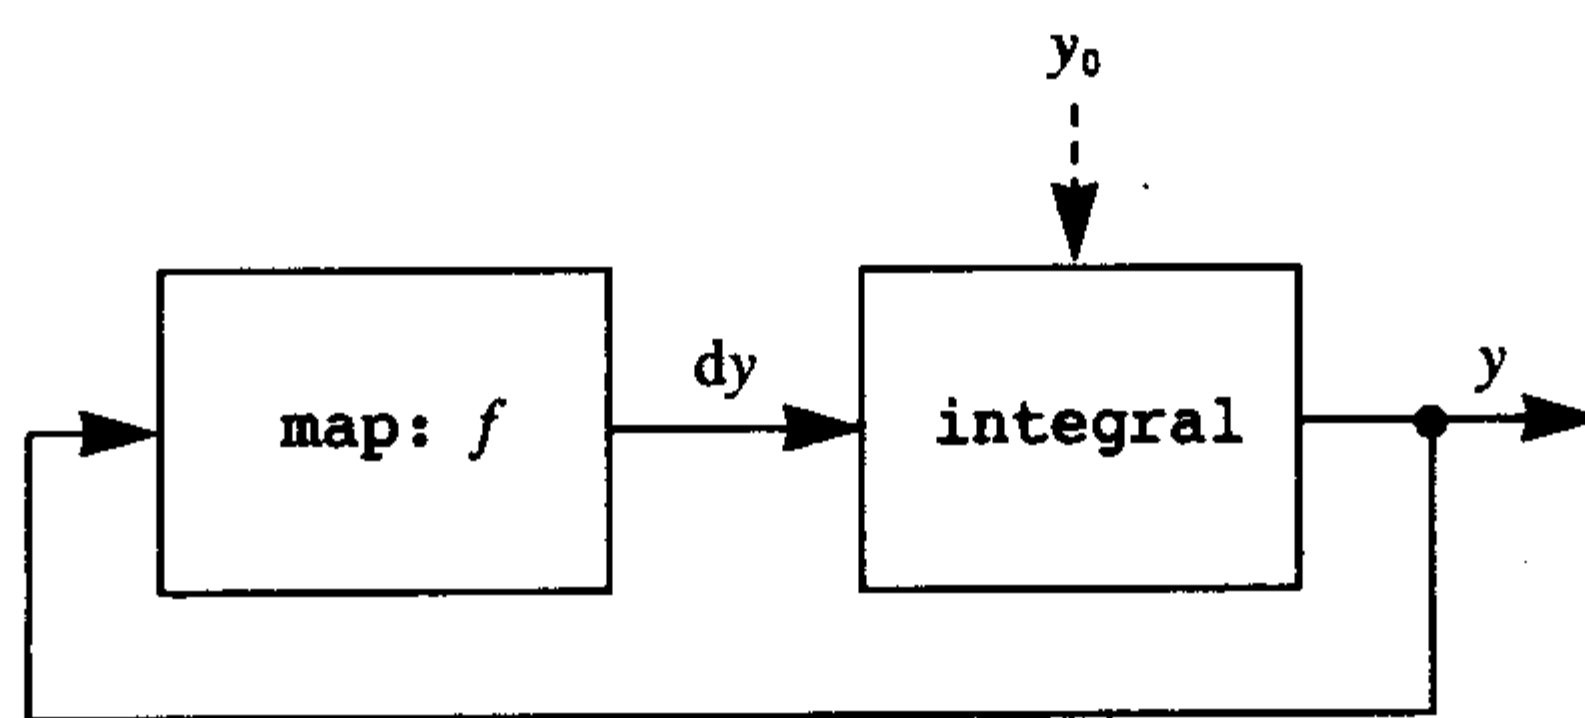 y₀
map: f
dy
integral
y